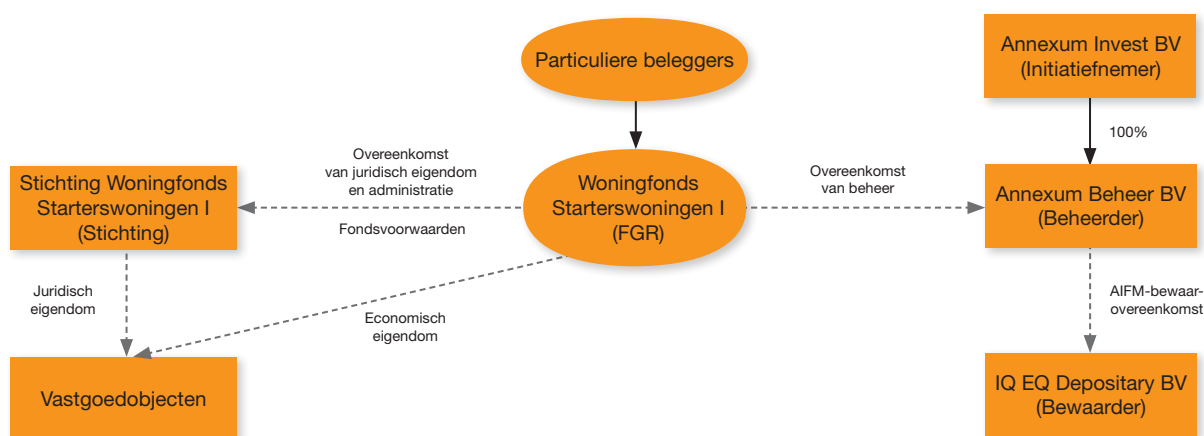 Particuliere beleggers
Annexum Invest BV
(Initiatiefnemer)
100%
Overeenkomst
van juridisch eigendom
en administratie
Overeenkomst
van beheer
Stichting Woningfonds
Starterswoningen I
(Stichting)
Woningfonds
Starterswoningen I
(FGR)
Annexum Beheer BV
(Beheerder)
Fondsvoorwaarden
Juridisch
eigendom
Economisch
eigendom
AIFM-bewaar-
overeenkomst
Vastgoedobjecten
IQ EQ Depositary BV
(Bewaarder)